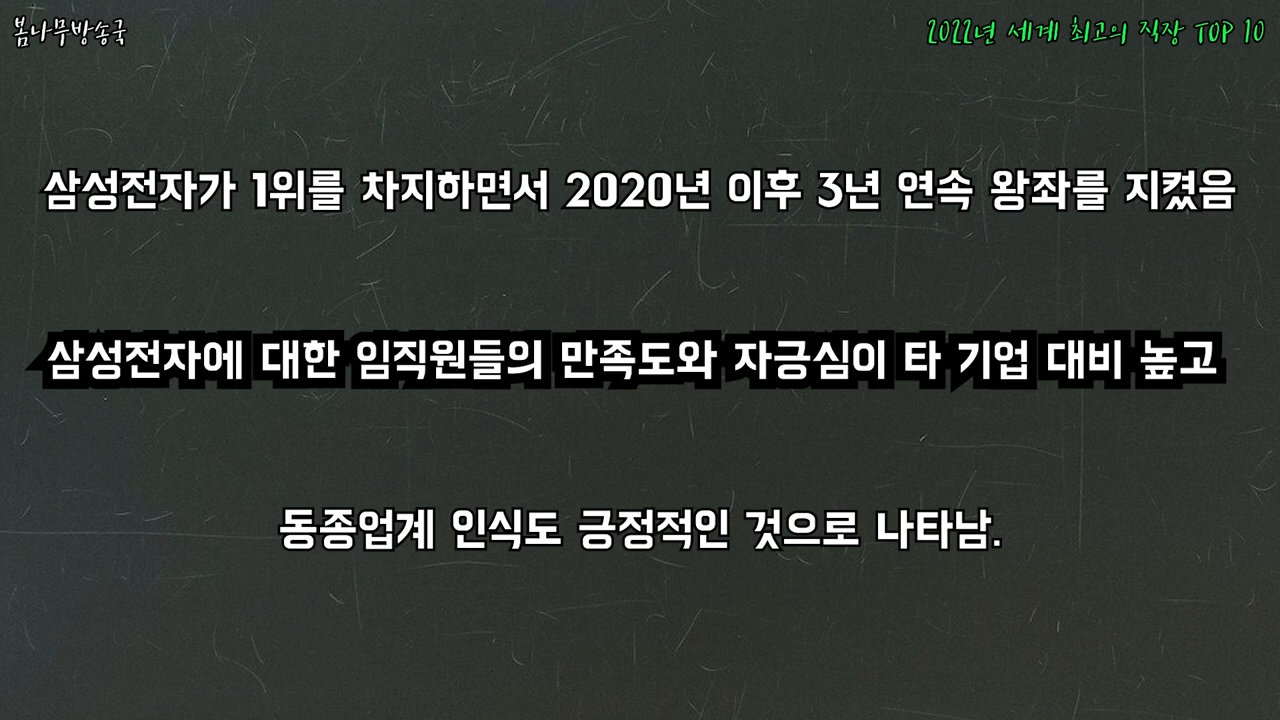 봄나무방송국
2022년 세계 최고의 직장 TOP 10
삼성전자가 1위를 차지하면서 2020년 이후 3년 연속 왕좌를 지켰음
삼성전자에 대한 임직원들의 만족도와 자긍심이 타 기업 대비 높고
동종업계 인식도 긍정적인 것으로 나타남.